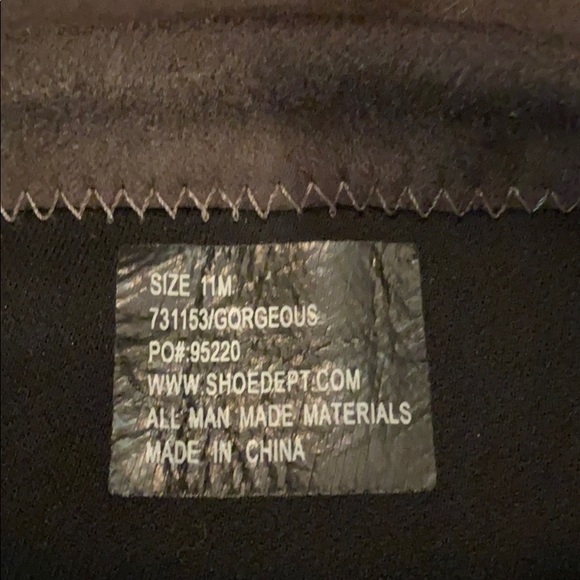 SIZE 11M
731153/GORGEOUS
PO#:95220
WWW.SHOEDEPT.COM
ALL MAN MADE MATERIALS
MADE IN CHINA